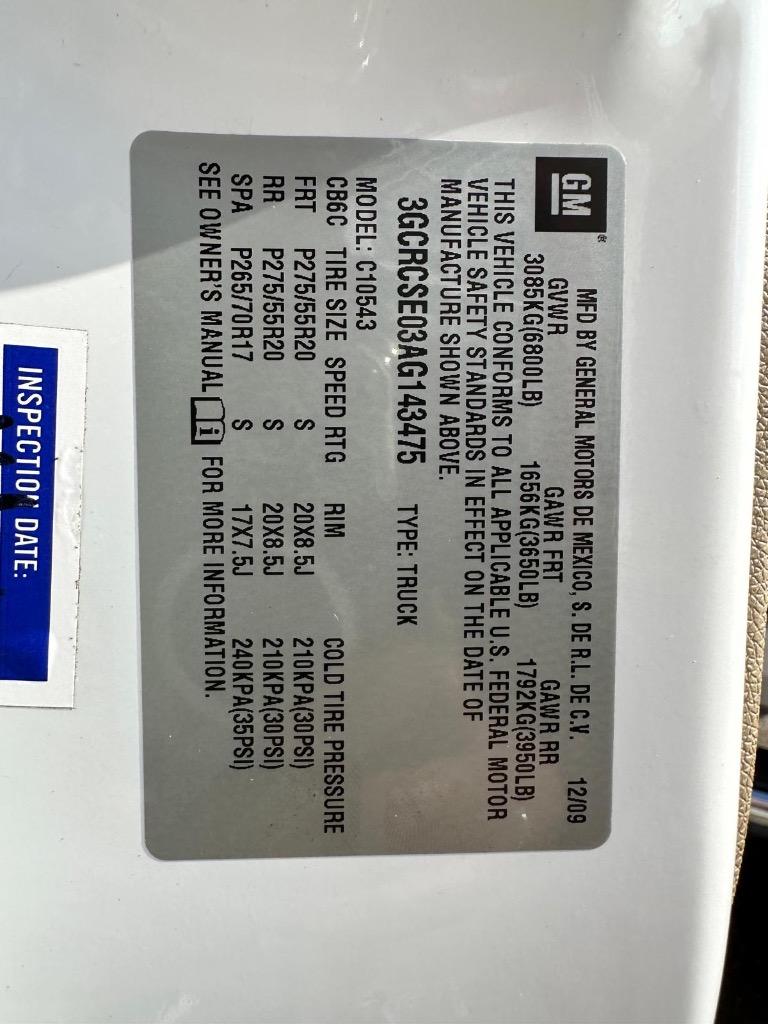 GM®
MFD BY GENERAL MOTORS DE MEXICO, S. DE R.L. DE C.V. 12/09
GVWR GAWR FRT GAWR RR
3085KG(6800LB) 1656KG(3650LB) 1792KG(3950LB)
THIS VEHICLE CONFORMS TO ALL APPLICABLE U.S. FEDERAL MOTOR
VEHICLE SAFETY STANDARDS IN EFFECT ON THE DATE OF
MANUFACTURE SHOWN ABOVE.
3GCRCSE03AG143475 TYPE: TRUCK
MODEL: C10543
CB6C TIRE SIZE SPEED RTG RIM COLD TIRE PRESSURE
FRT P275/55R20 S 20X8.5J 210KPA(30PSI)
RR P275/55R20 S 20X8.5J 210KPA(30PSI)
SPA P265/70R17 S 17X7.5J 240KPA(35PSI)
SEE OWNER'S MANUAL i FOR MORE INFORMATION.
INSPECTION DATE: